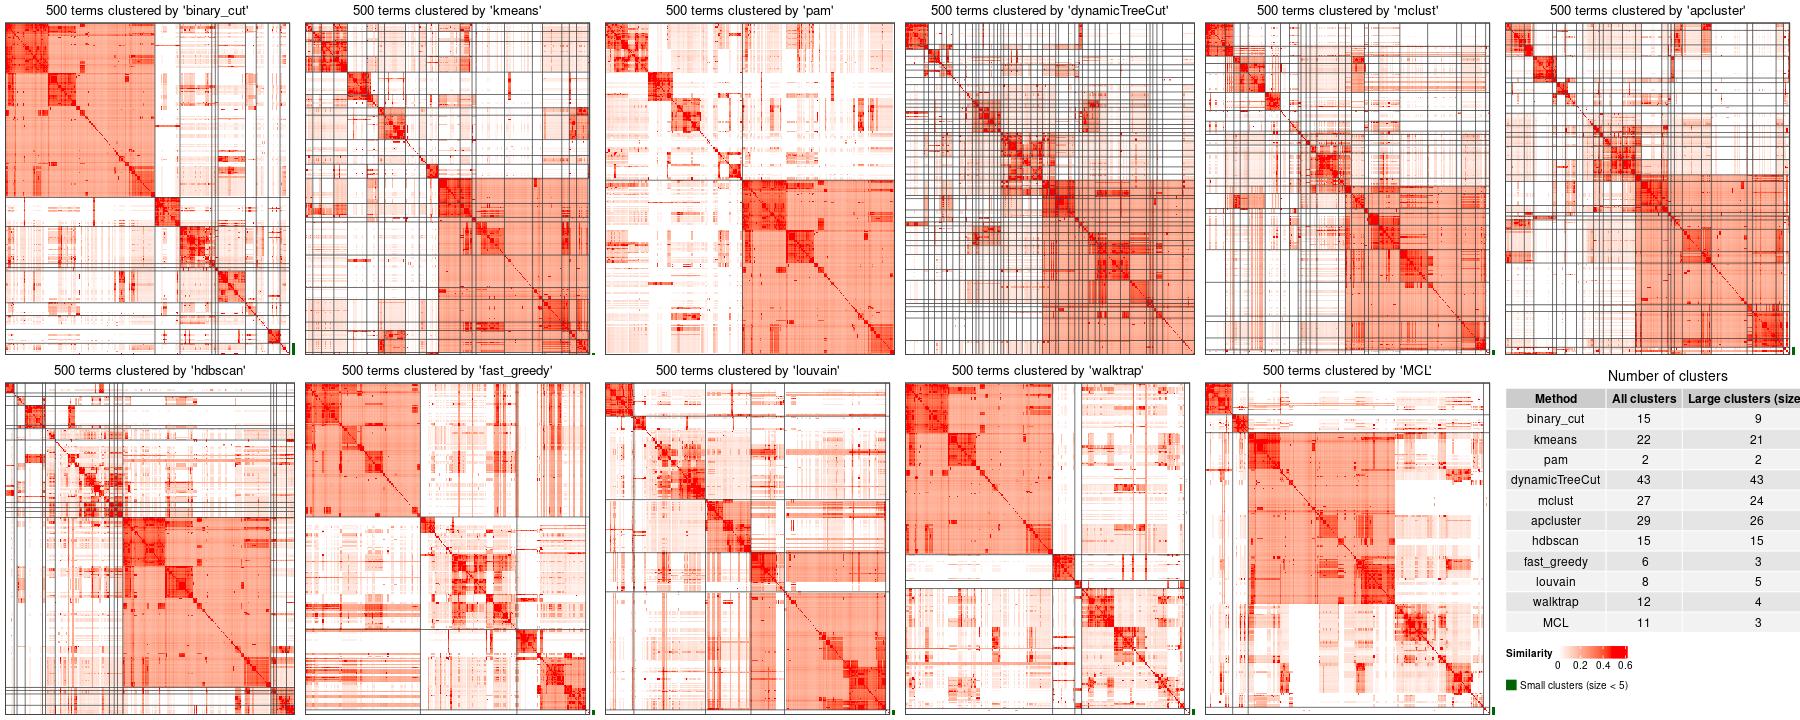 500 terms clustered by 'binary_cut'
500 terms clustered by 'kmeans'
500 terms clustered by 'pam'
500 terms clustered by 'dynamicTreeCut'
500 terms clustered by 'mclust'
500 terms clustered by 'apcluster'
500 terms clustered by 'hdbscan'
500 terms clustered by 'fast_greedy'
500 terms clustered by 'louvain'
500 terms clustered by 'walktrap'
500 terms clustered by 'MCL'
Number of clusters
Method All clusters Large clusters (size
binary_cut 15 9
kmeans 22 21
pam 2 2
dynamicTreeCut 43 43
mclust 27 24
apcluster 29 26
hdbscan 15 15
fast_greedy 6 3
louvain 8 5
walktrap 12 4
MCL 11 3
Similarity
0 0.2 0.4 0.6
Small clusters (size < 5)